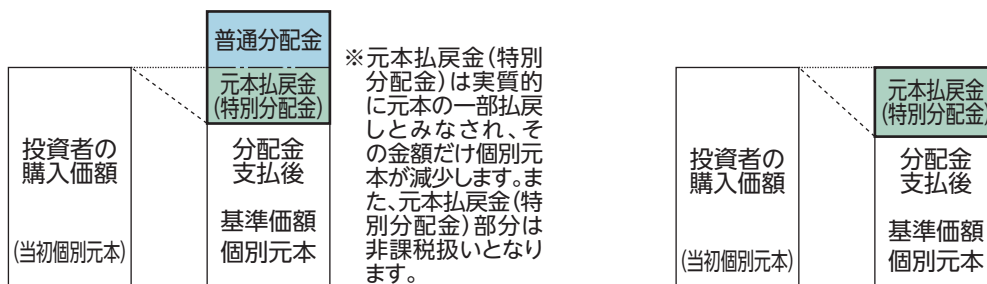 普通分配金
元本払戻金
(特別分配金)
投資者の
購入価額
(当初個別元本)
分配金
支払後
基準価額
個別元本
※元本払戻金(特別
分配金)は実質的
に元本の一部払戻
しとみなされ、そ
の金額だけ個別元
本が減少します。ま
た、元本払戻金(特
別分配金)部分は
非課税扱いとなり
ます。
元本払戻金
(特別分配金)
投資者の
購入価額
(当初個別元本)
分配金
支払後
基準価額
個別元本